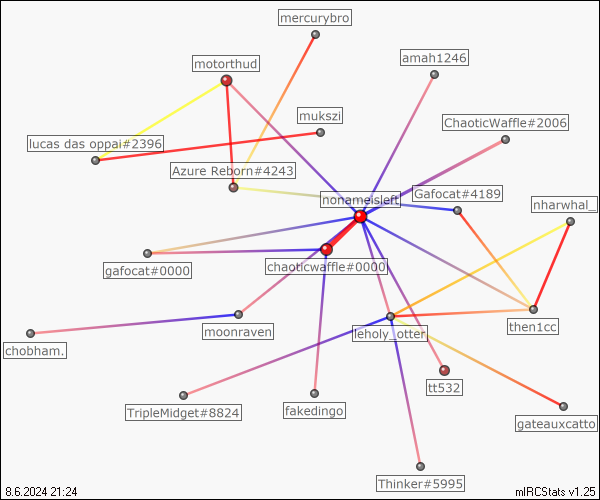 mercurybro
motorthud
amah1246
mukszi
ChaoticWaffle#2006
lucas das oppai#2396
Azure Reborn#4243
nonameisleft
Gafocat#4189
nharwhal_
gafocat#0000
chaoticwaffle#0000
moonraven
leholy_otter
then1cc
chobham.
tt532
TripleMidget#8824
fakedingo
gateauxcatto
Thinker#5995
8.6.2024 21:24
mIRCStats v1.25